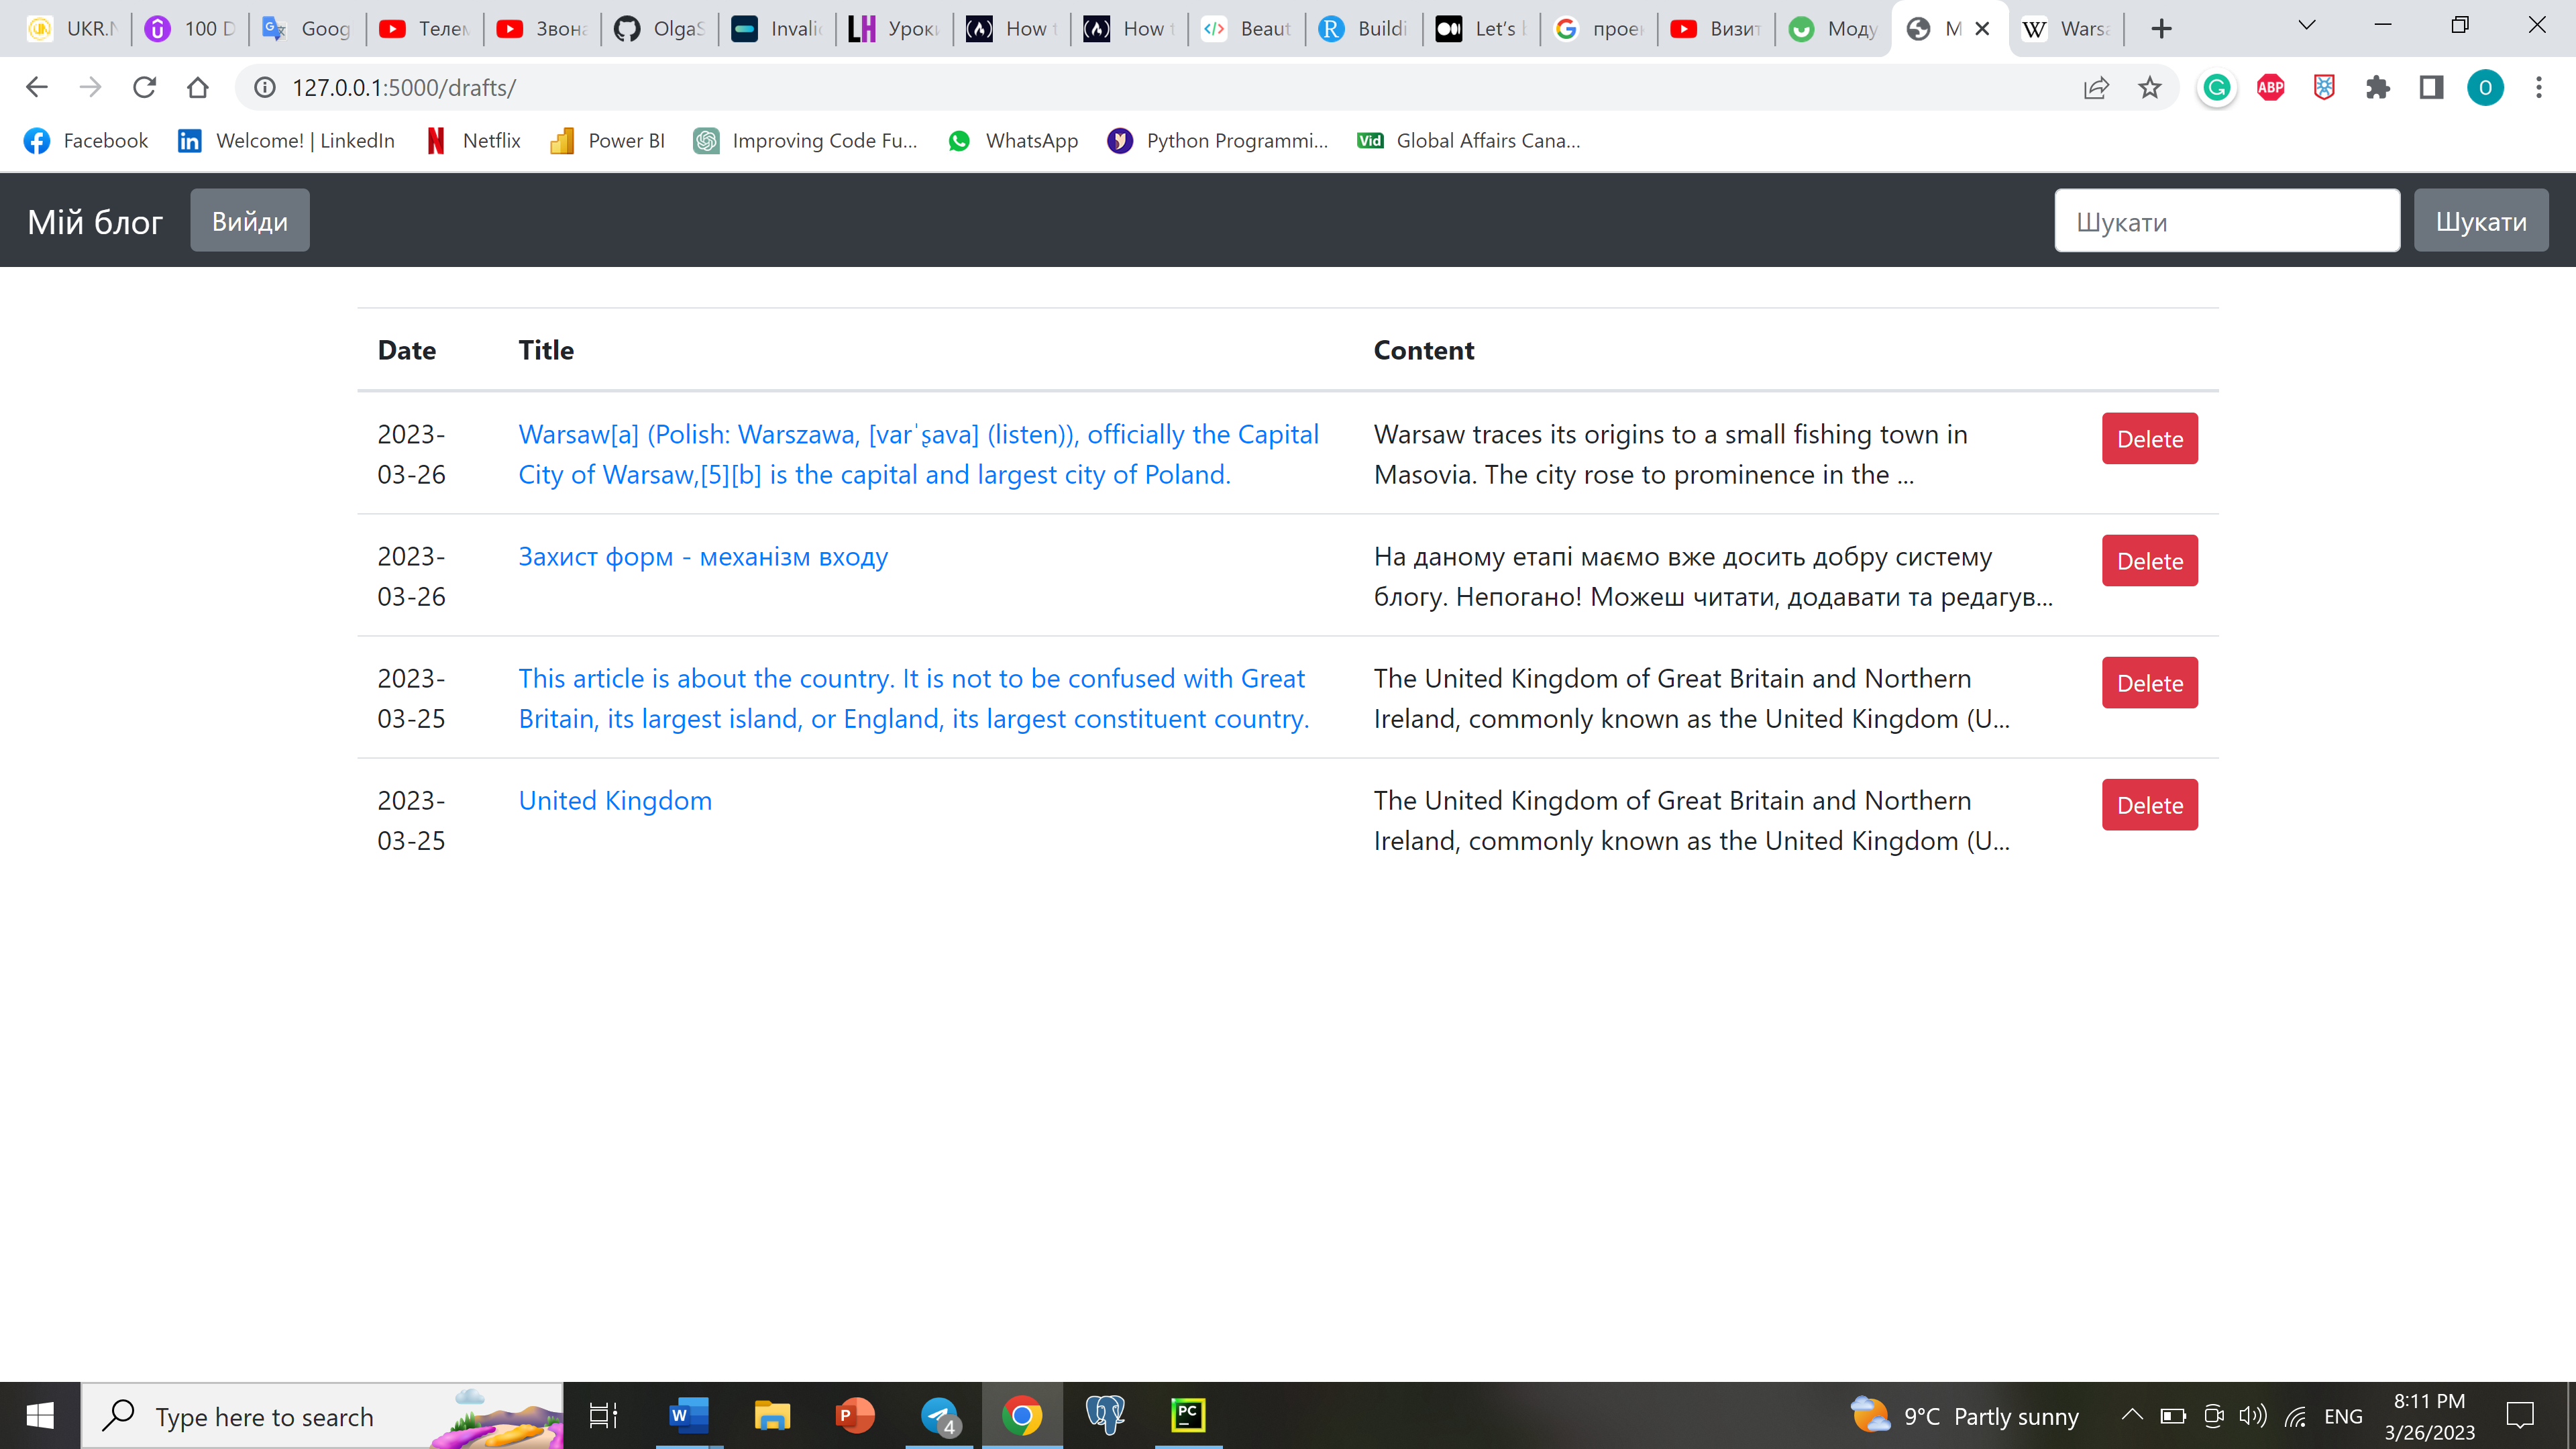 UKR.N 100 D Goog Телем Звона OlgaS Invalid Уроки How t How t Beaut Buildi Let's b проек Визит Моду М Warsa
127.0.0.1:5000/drafts/
Facebook Welcome! | LinkedIn Netflix Power BI Improving Code Fu... WhatsApp Python Programmi... Vid Global Affairs Cana...
Мій блог Вийди Шукати Шукати
Date Title Content
2023- Warsaw[a] (Polish: Warszawa, [varˈʂava] (listen)), officially the Capital Warsaw traces its origins to a small fishing town in Delete
03-26 City of Warsaw,[5][b] is the capital and largest city of Poland. Masovia. The city rose to prominence in the ...
2023- Захист форм - механізм входу На даному етапі маємо вже досить добру систему Delete
03-26 блогу. Непогано! Можеш читати, додавати та редагув...
2023- This article is about the country. It is not to be confused with Great The United Kingdom of Great Britain and Northern Delete
03-25 Britain, its largest island, or England, its largest constituent country. Ireland, commonly known as the United Kingdom (U...
2023- United Kingdom The United Kingdom of Great Britain and Northern Delete
03-25 Ireland, commonly known as the United Kingdom (U...
Type here to search 4 9°C Partly sunny ENG 8:11 PM
3/26/2023